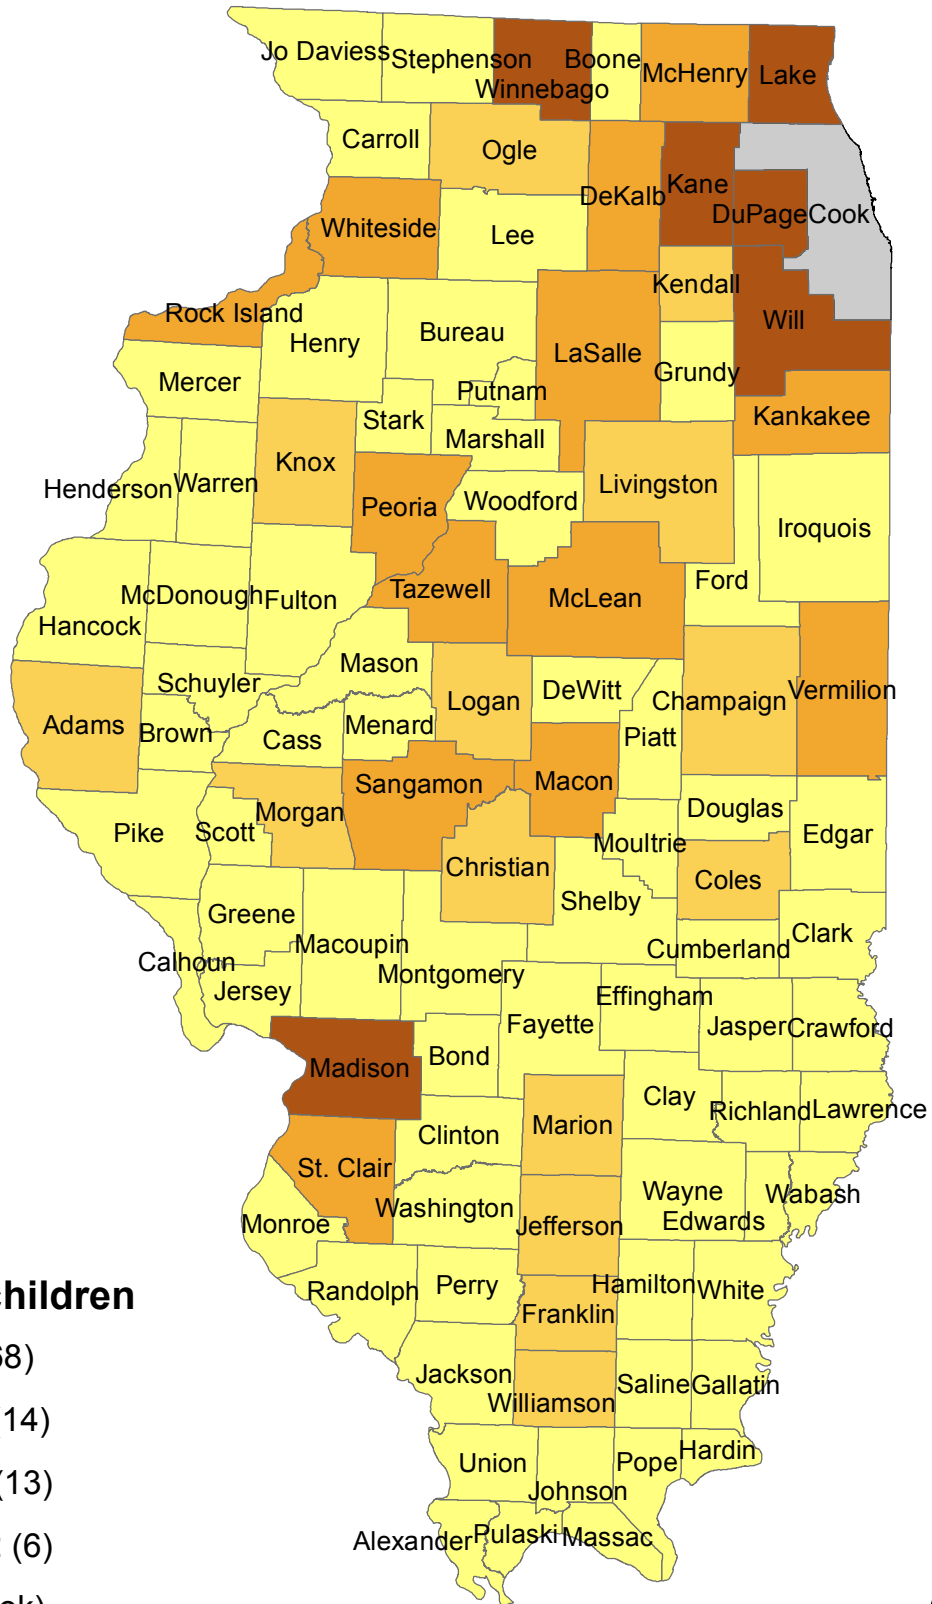 Jo Daviess
Stephenson
Winnebago
Boone
McHenry
Lake
Carroll
Ogle
DeKalb
Kane
DuPage
Cook
Whiteside
Lee
Kendall
Rock Island
Henry
Bureau
LaSalle
Will
Grundy
Mercer
Putnam
Stark
Marshall
Kankakee
Henderson
Warren
Knox
Peoria
Woodford
Livingston
Iroquois
Ford
McDonough
Fulton
Tazewell
McLean
Hancock
Mason
Schuyler
Logan
DeWitt
Champaign
Vermilion
Adams
Brown
Cass
Menard
Piatt
Sangamon
Macon
Pike
Scott
Morgan
Christian
Moultrie
Douglas
Edgar
Coles
Shelby
Greene
Macoupin
Montgomery
Cumberland
Clark
Calhoun
Jersey
Fayette
Effingham
Jasper
Crawford
Madison
Bond
Clay
Richland
Lawrence
Marion
Clinton
St. Clair
Washington
Wayne
Edwards
Wabash
Monroe
Jefferson
Randolph
Perry
Hamilton
White
Franklin
Jackson
Williamson
Saline
Gallatin
Union
Johnson
Pope
Hardin
Alexander
Pulaski
Massac
hildren
68)
14)
(13)
(6)